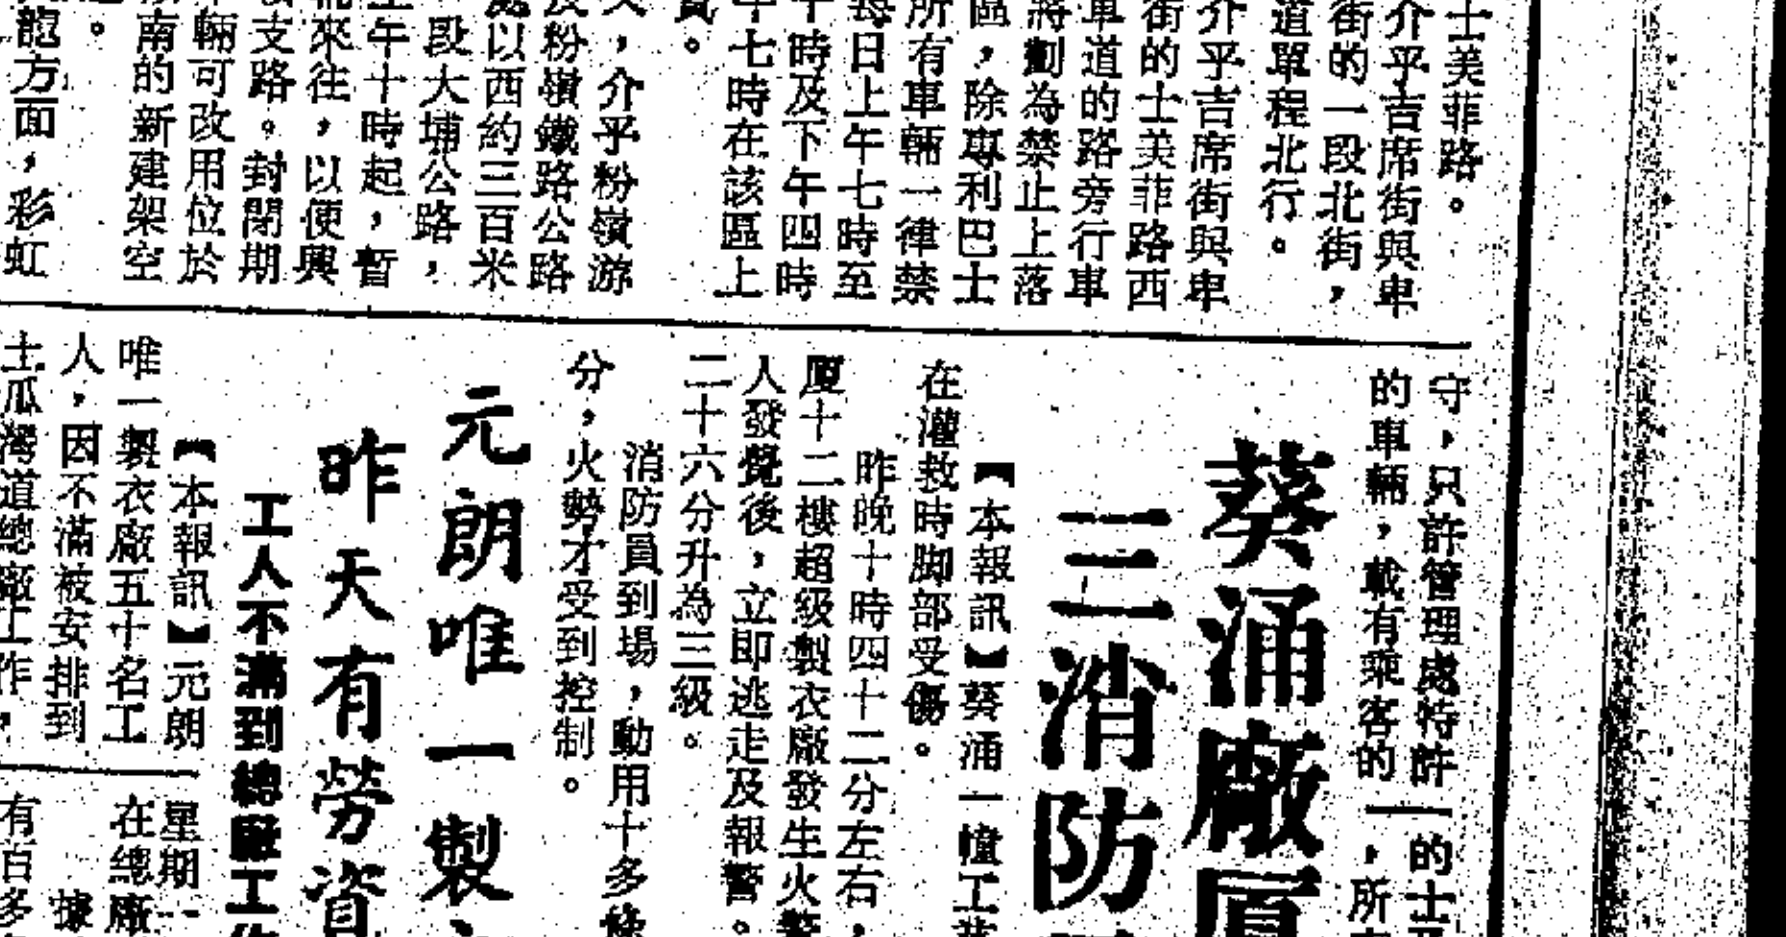 士美菲路。
介乎吉席街與卑
街的一段北街，
道單程北行。
介乎吉席街與卑
街的士美菲路西
車道的路旁行車
將劃為禁止上落
區，除專利巴士
所有車輛一律禁
每日上午七時至
午時及下午四時
午七時在該區上
貨。
，介乎粉嶺游
及粉嶺鐵路公路
處以西約三百米
段大埔公路，
上午十時起，暫
來往，以便興
支路。封閉期
輛可改用位於
南的新建架空
。
龍方面，彩虹
守，只許管理處特許
的車輛，載有乘客的
一的士及
一，所
葵涌廠厦
三消防
【本報訊】葵涌一幢工
在灌救時脚部受傷。
昨晚十時四十二分左右，
厦十二樓超級製衣廠發生火警
人發覺後，立即逃走及報警。
二十六分升為三級。
消防員到場，動用十多條
分，火勢才受到控制。
元朗唯一製
昨天有勞資
工人不滿到總廠工作
【本報訊】元朗
唯一製衣廠五十名工
人，因不滿被安排到
土瓜灣道總廠工作，
星期一
在總廠
據
有百多